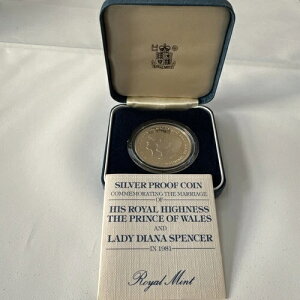 SILVER PROOF COIN
COMMEMORATING THE MARRIAGE
OF
HIS ROYAL HIGHNESS
THE PRINCE OF WALES
AND
LADY DIANA SPENCER
IN 1981
Royal Mint